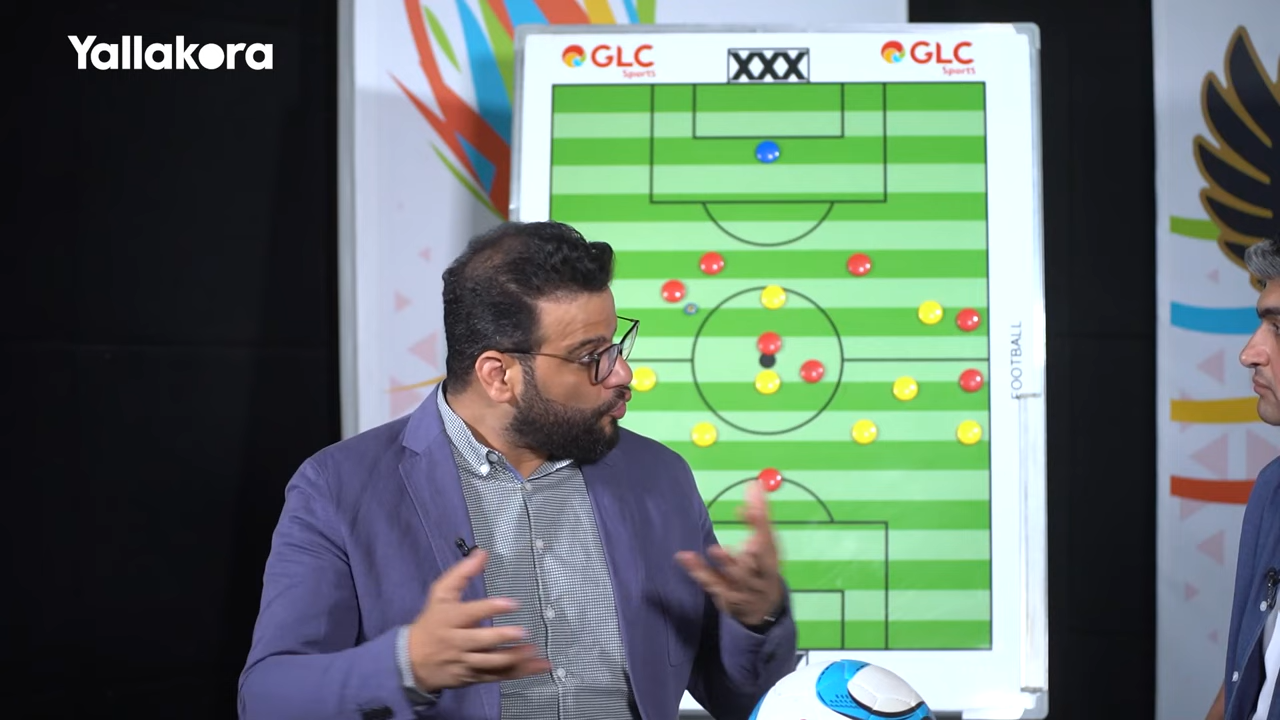 Yallakora
GLC
Sports
XXX
GLC
Sports
FOOTBALL